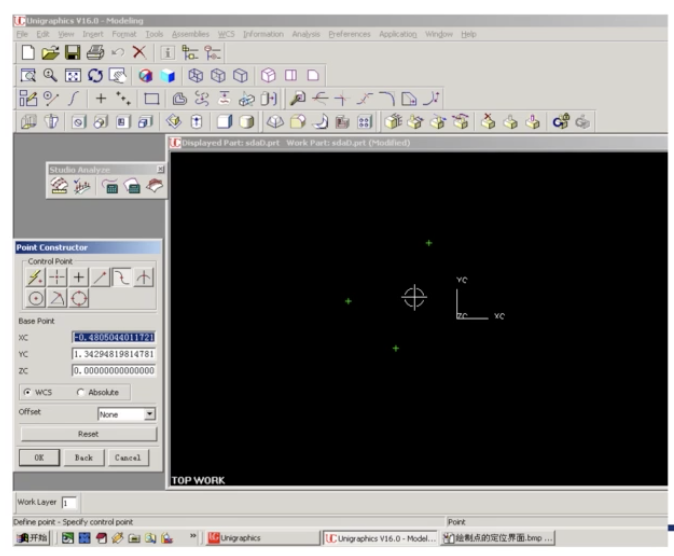 Unigraphics V16.0 - Modeling
File Edit View Insert Format Tools Assemblies WCS Information Analysis Preferences Application Window Help
Displayed Part: sdaD.prt Work Part: sdaD.prt (Modified)
Studio Analyze
Point Constructor
Control Point
Base Point
XC -0.4805044011721
YC 1.34294819814781
ZC 0.00000000000000
WCS Absolute
Offset None
Reset
OK Back Cancel
YC
ZC XC
TOP WORK
Work Layer 1
Define point - Specify control point Point
开始 Unigraphics Unigraphics V16.0 - Model... 绘制点的定位界面.bmp ...